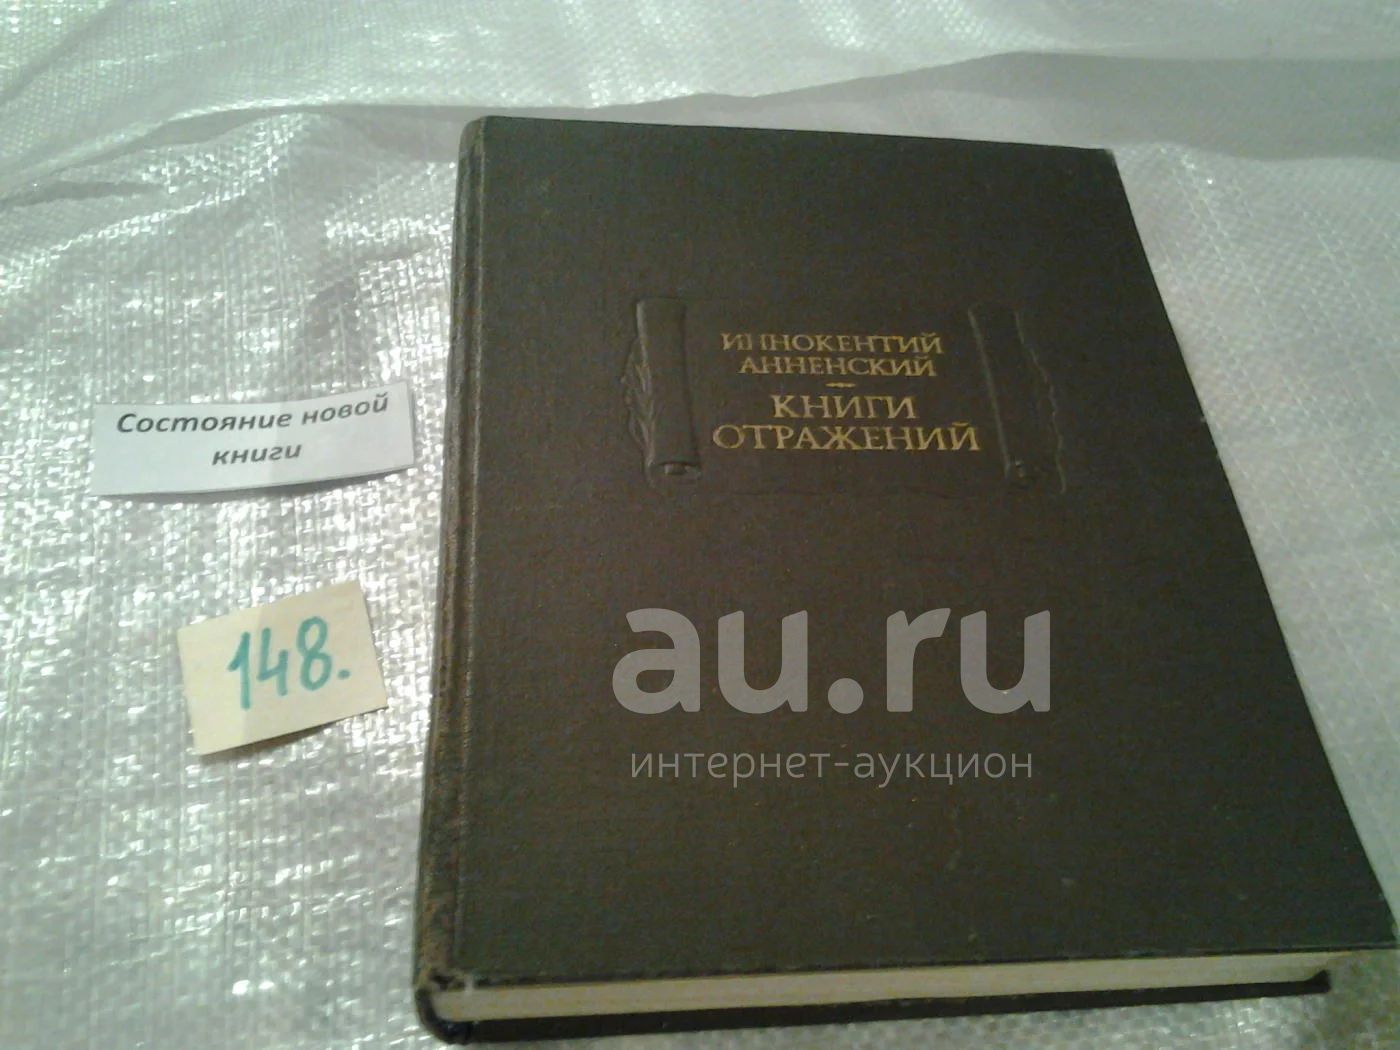 ИННОКЕНТИЙ
АННЕНСКИЙ
КНИГИ
ОТРАЖЕНИЙ
Состояние новой
книги
148.
au.ru
интернет-аукцион